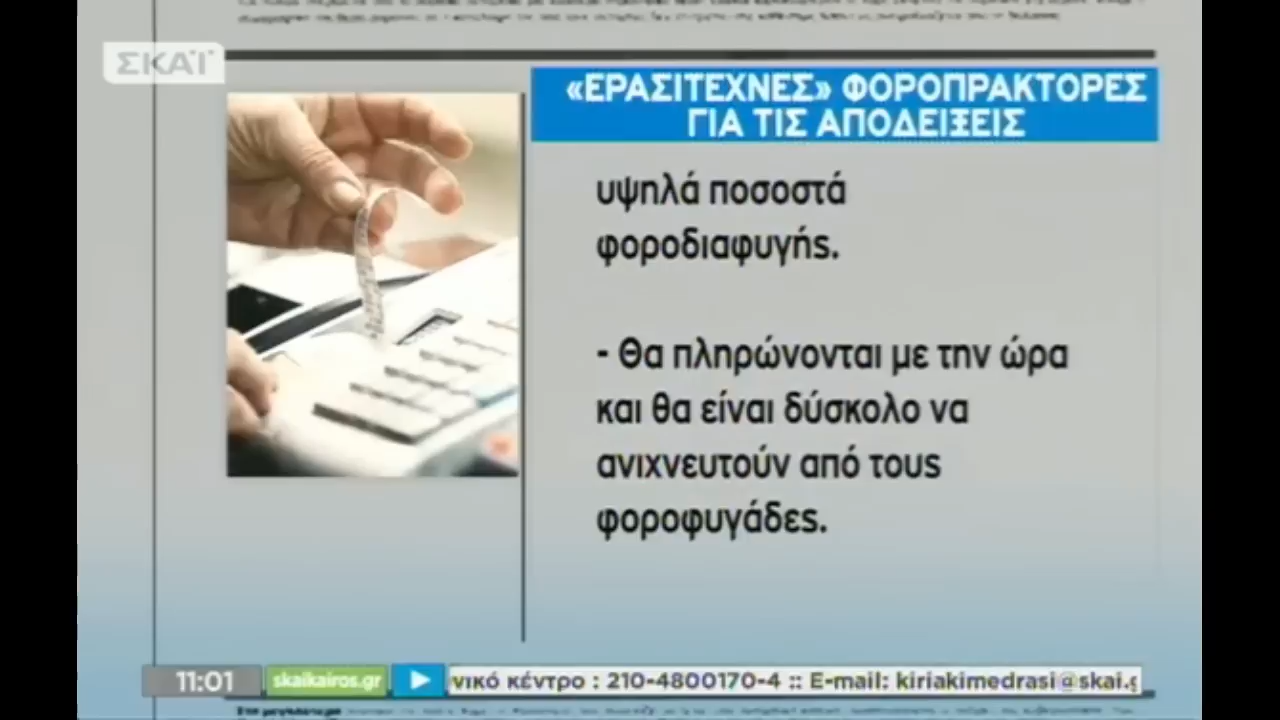 ΣΚΑΪ
«ΕΡΑΣΙΤΕΧΝΕΣ» ΦΟΡΟΠΡΑΚΤΟΡΕΣ
ΓΙΑ ΤΙΣ ΑΠΟΔΕΙΞΕΙΣ
υψηλά ποσοστά
φοροδιαφυγής.
- Θα πληρώνονται με την ώρα
και θα είναι δύσκολο να
ανιχνευτούν από τους
φοροφυγάδες.
11:01 skaikairos.gr νικό κέντρο : 210-4800170-4 :: E-mail: kiriakimedrasi@skai.g